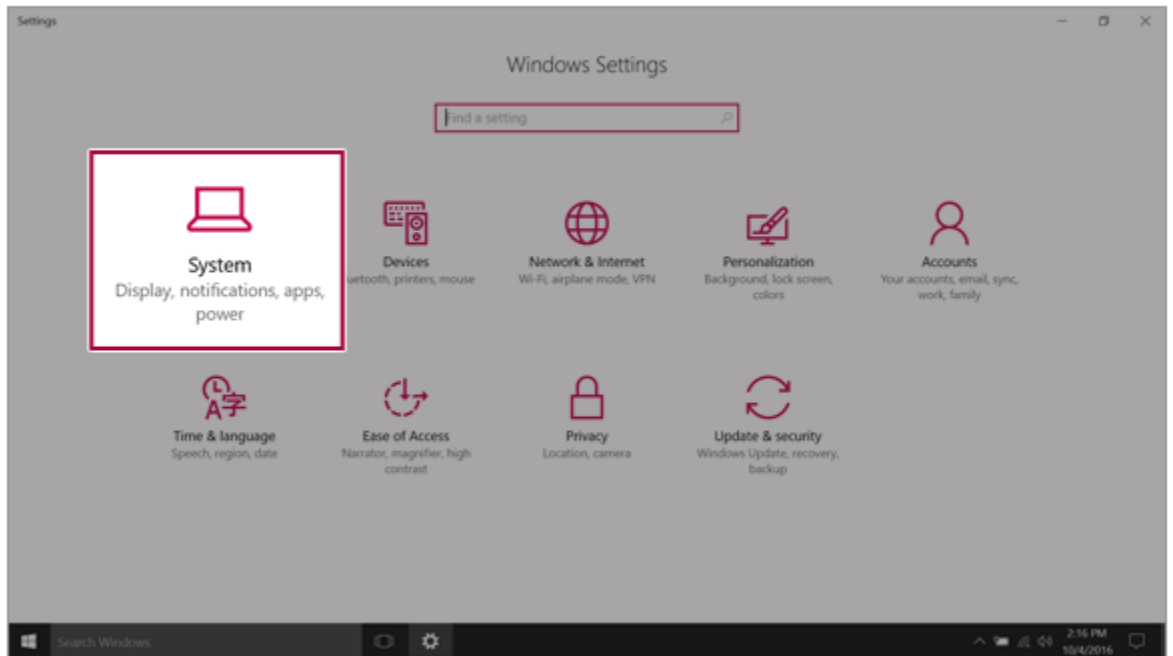 Settings
Windows Settings
Find a setting
System
Display, notifications, apps,
power
Devices
uetooth, printers, mouse
Network & Internet
Wi-Fi, airplane mode, VPN
Personalization
Background, lock screen,
colors
Accounts
Your accounts, email, sync,
work, family
Time & language
Speech, region, date
Ease of Access
Narrator, magnifier, high
contrast
Privacy
Location, camera
Update & security
Windows Update, recovery,
backup
Search Windows
2:16 PM
10/4/2016